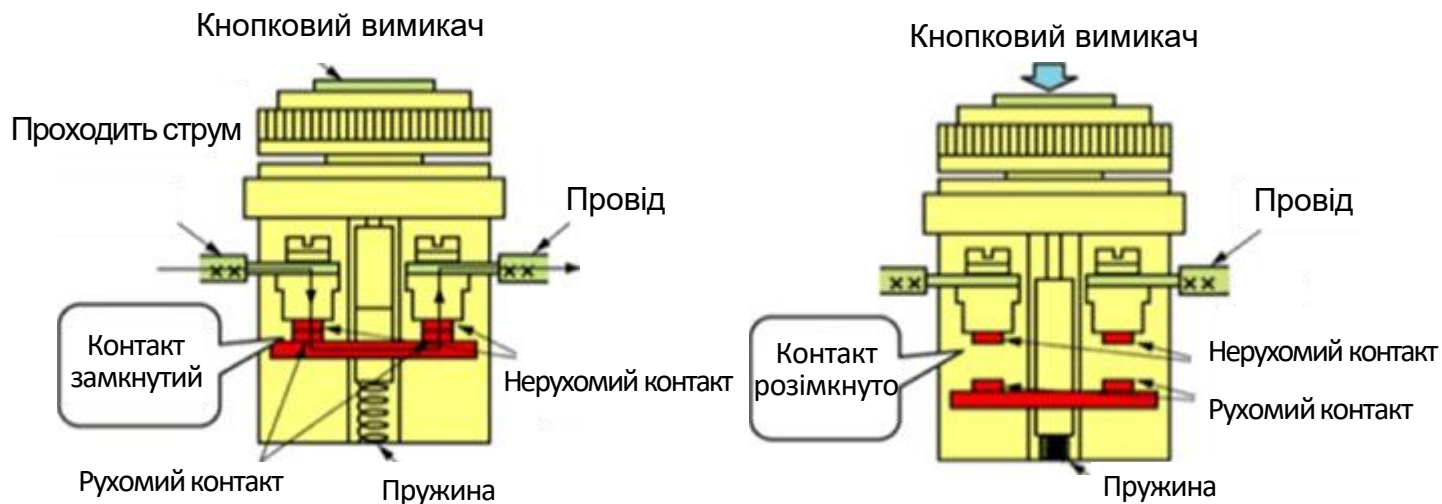 Кнопковий вимикач
Проходить струм
Провід
Контакт
замкнутий
Нерухомий контакт
Рухомий контакт
Пружина
Кнопковий вимикач
Провід
Контакт
розімкнуто
Нерухомий контакт
Рухомий контакт
Пружина